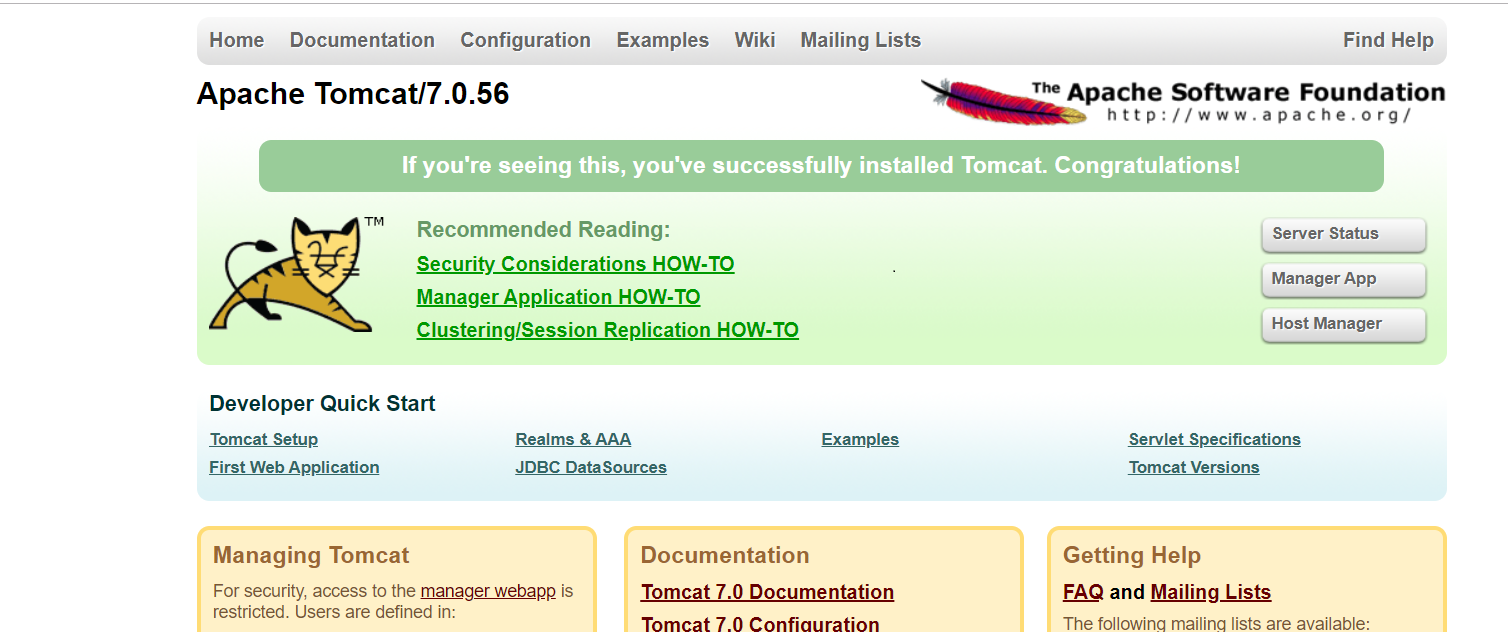 Home Documentation Configuration Examples Wiki Mailing Lists Find Help
Apache Tomcat/7.0.56
The Apache Software Foundation
http://www.apache.org/
If you're seeing this, you've successfully installed Tomcat. Congratulations!
TM
Recommended Reading:
Security Considerations HOW-TO
Manager Application HOW-TO
Clustering/Session Replication HOW-TO
Server Status
Manager App
Host Manager
Developer Quick Start
Tomcat Setup
First Web Application
Realms & AAA
JDBC DataSources
Examples
Servlet Specifications
Tomcat Versions
Managing Tomcat
For security, access to the manager webapp is
restricted. Users are defined in:
Documentation
Tomcat 7.0 Documentation
Tomcat 7.0 Configuration
Getting Help
FAQ and Mailing Lists
The following mailing lists are available: